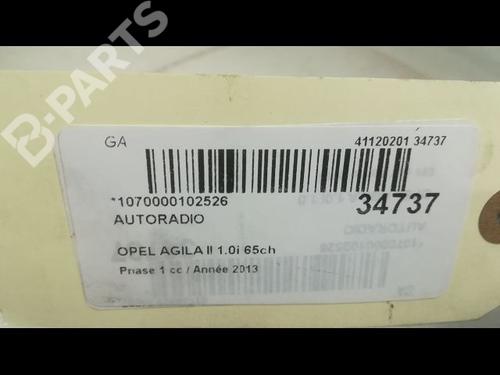 B-PARTS
GA
41120201 34737
*1070000102526
34737
AUTORADIO
OPEL AGILA II 1.0i 65ch
Phase 1 cc / Année 2013